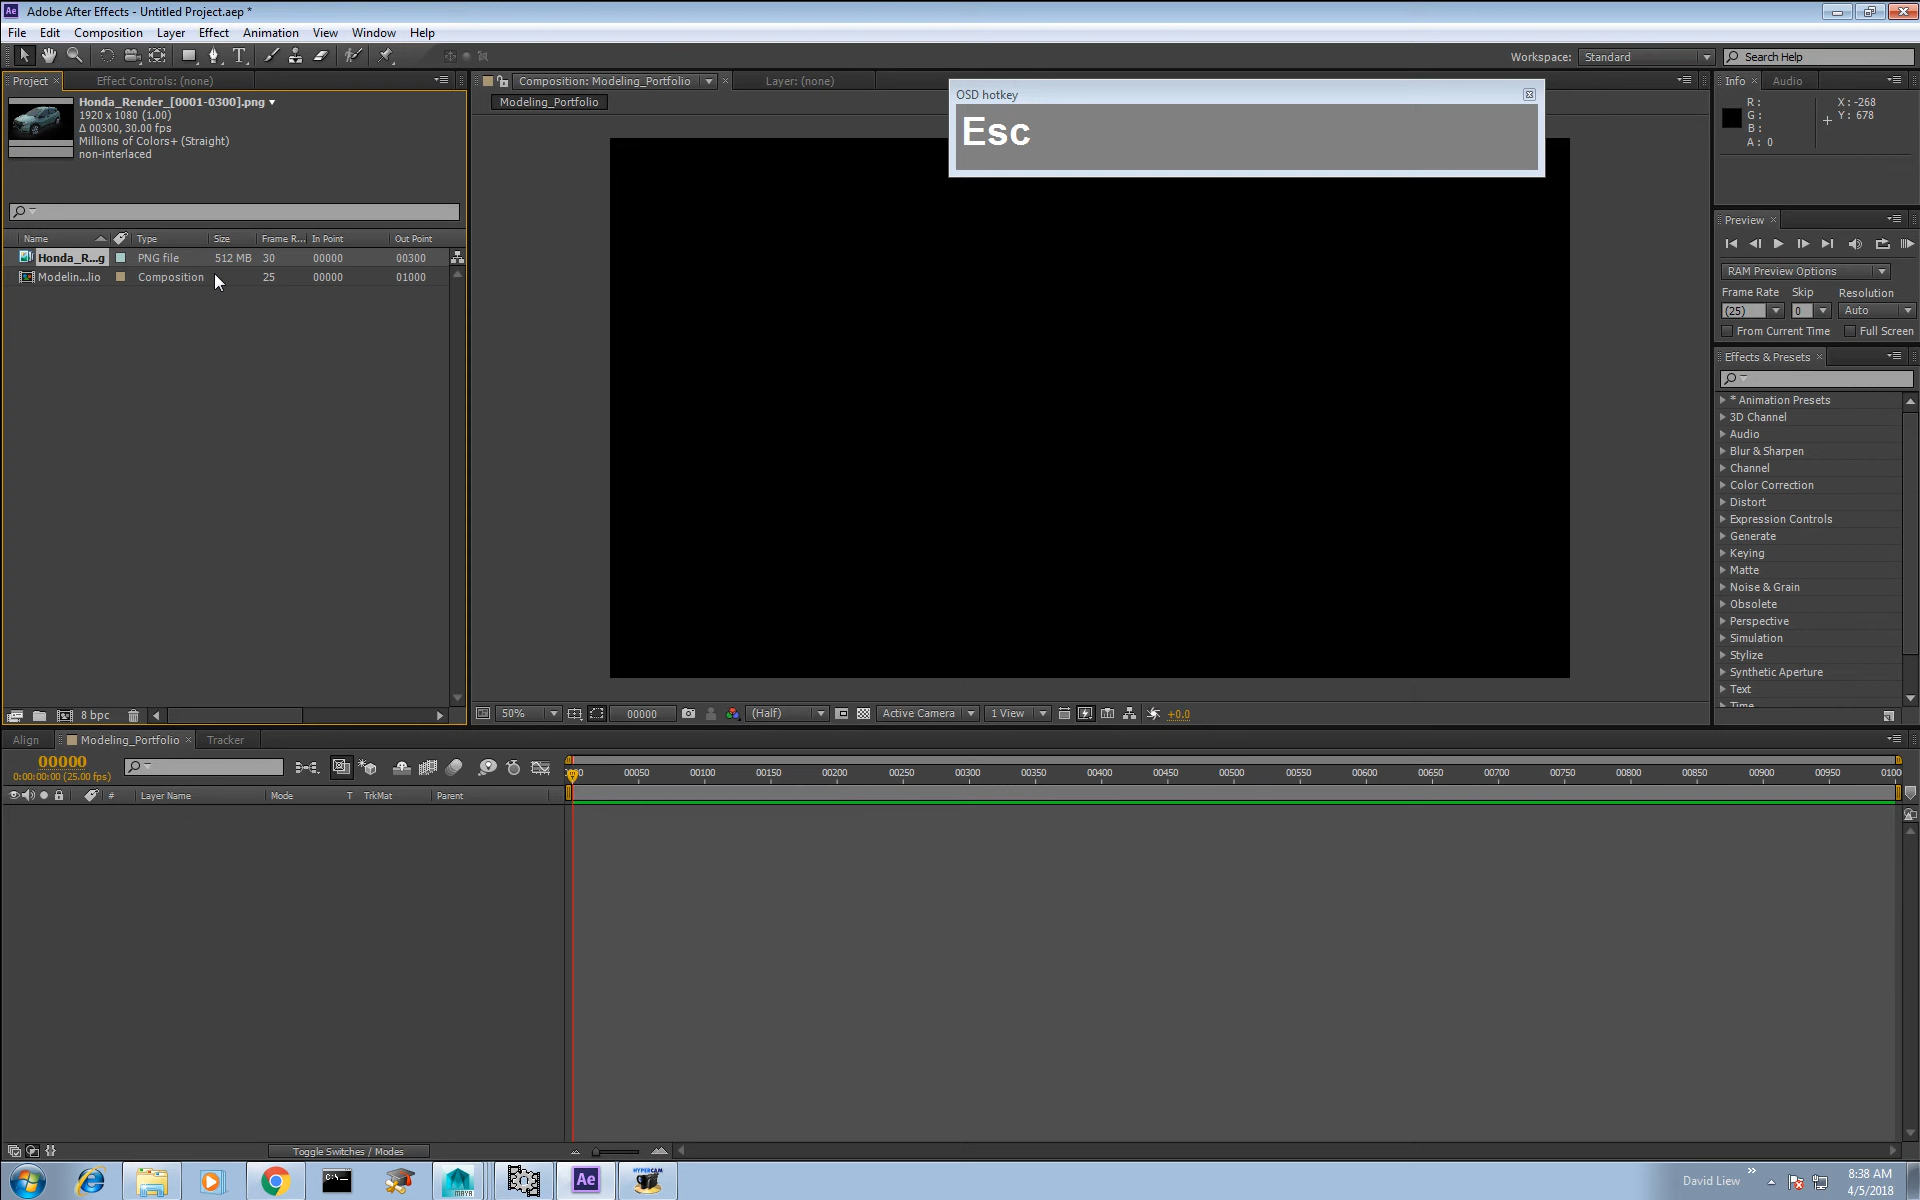 Adobe After Effects - Untitled Project.aep *
File Edit Composition Layer Effect Animation View Window Help
Workspace: Standard Search Help
Project Effect Controls: (none)
Composition: Modeling_Portfolio Layer: (none)
Info Audio
Honda_Render_[0001-0300].png
1920 x 1080 (1.00)
Δ 00300, 30.00 fps
Millions of Colors+ (Straight)
non-interlaced
Modeling_Portfolio
OSD hotkey
Esc
R :
G :
B :
A : 0
X : -268
Y : 678
Preview
RAM Preview Options
Frame Rate Skip Resolution
(25) 0 Auto
From Current Time Full Screen
Effects & Presets
Name Type Size Frame R... In Point Out Point
Honda_R...g PNG file 512 MB 30 00000 00300
Modelin...lio Composition 25 00000 01000
* Animation Presets
3D Channel
Audio
Blur & Sharpen
Channel
Color Correction
Distort
Expression Controls
Generate
Keying
Matte
Noise & Grain
Obsolete
Perspective
Simulation
Stylize
Synthetic Aperture
Text
Time
8 bpc
50% 00000 (Half) Active Camera 1 View +0.0
Align Modeling_Portfolio Tracker
00000
0:00:00:00 (25.00 fps)
00050 00100 00150 00200 00250 00300 00350 00400 00450 00500 00550 00600 00650 00700 00750 00800 00850 00900 00950 0100
# Layer Name Mode T TrkMat Parent
Toggle Switches / Modes
C:\_
MAYA
Ae
HYPERCAM
David Liew
8:38 AM
4/5/2018